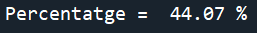 Percentatge =  44.07 %